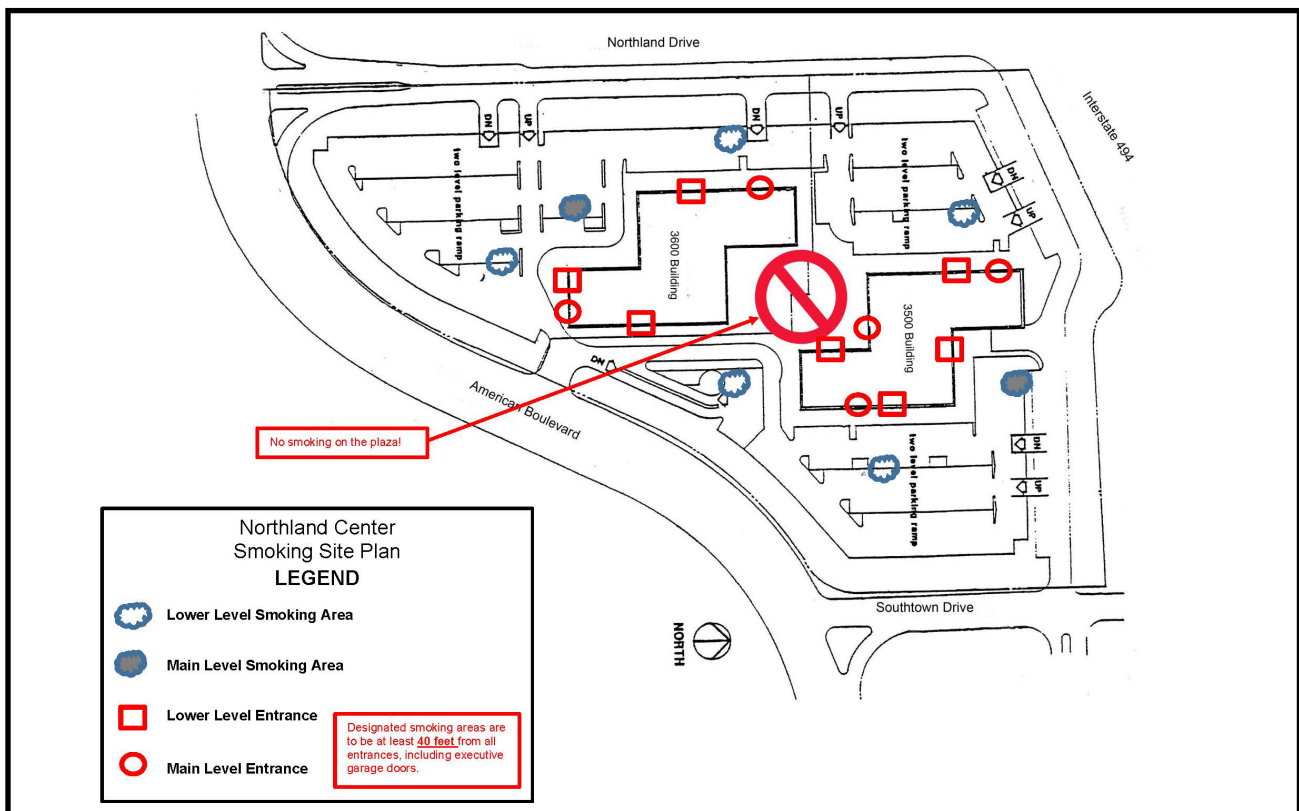 Northland Drive
Interstate 494
DN
UP
DN
UP
DN
UP
two level parking ramp
two level parking ramp
3600 Building
3500 Building
DN
American Boulevard
No smoking on the plaza!
DN
UP
two level parking ramp
Southtown Drive
NORTH
Northland Center
Smoking Site Plan
LEGEND
Lower Level Smoking Area
Main Level Smoking Area
Lower Level Entrance
Main Level Entrance
Designated smoking areas are
to be at least 40 feet from all
entrances, including executive
garage doors.